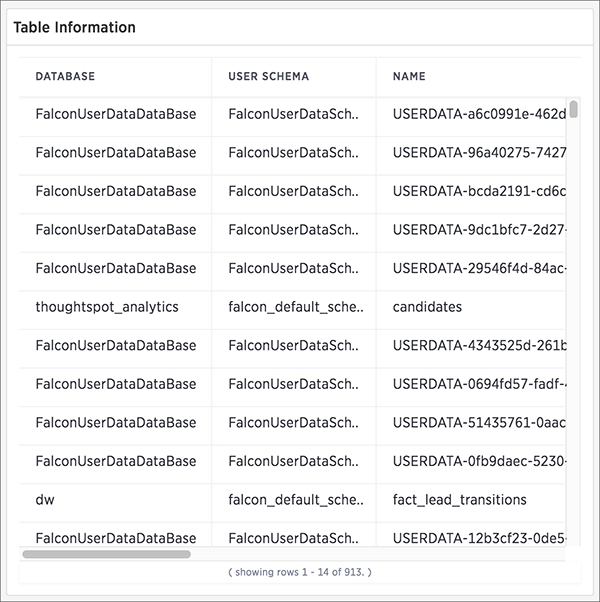 Table Information
DATABASE USER SCHEMA NAME
FalconUserDataDataBase FalconUserDataSch.. USERDATA-a6c0991e-462d
FalconUserDataDataBase FalconUserDataSch.. USERDATA-96a40275-7427
FalconUserDataDataBase FalconUserDataSch.. USERDATA-bcda2191-cd6c
FalconUserDataDataBase FalconUserDataSch.. USERDATA-9dc1bfc7-2d27-
FalconUserDataDataBase FalconUserDataSch.. USERDATA-29546f4d-84ac-
thoughtspot_analytics falcon_default_sche.. candidates
FalconUserDataDataBase FalconUserDataSch.. USERDATA-4343525d-261b
FalconUserDataDataBase FalconUserDataSch.. USERDATA-0694fd57-fadf-4
FalconUserDataDataBase FalconUserDataSch.. USERDATA-51435761-0aac
FalconUserDataDataBase FalconUserDataSch.. USERDATA-0fb9daec-5230-
dw falcon_default_sche.. fact_lead_transitions
FalconUserDataDataBase FalconUserDataSch.. USERDATA-12b3cf23-0de5-
( showing rows 1 - 14 of 913. )